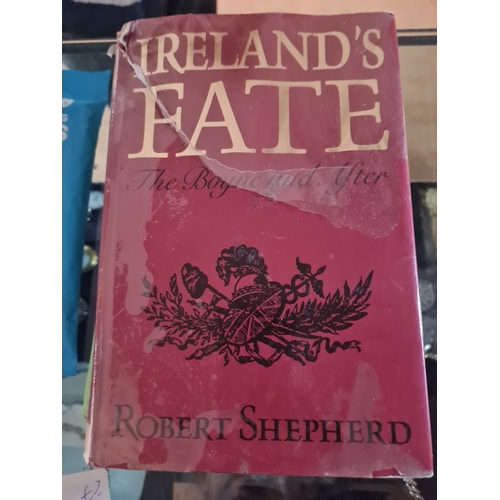 IRELAND'S
FATE
The Boyne and After
ROBERT SHEPHERD